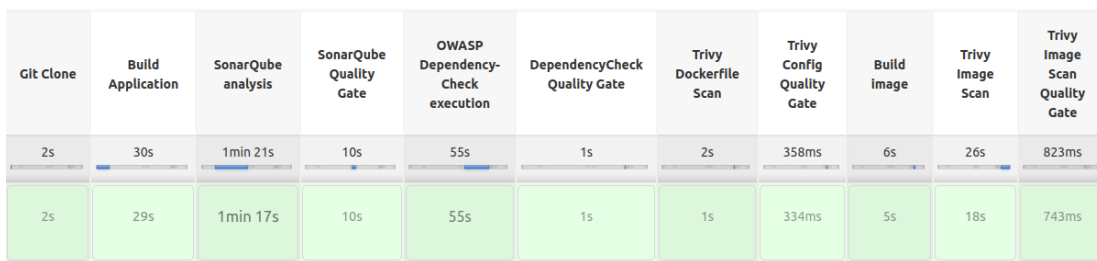 Git Clone
Build
Application
SonarQube
analysis
SonarQube
Quality
Gate
OWASP
Dependency-
Check
execution
DependencyCheck
Quality Gate
Trivy
Dockerfile
Scan
Trivy
Config
Quality
Gate
Build
image
Trivy
Image
Scan
Trivy
Image
Scan
Quality
Gate
2s 30s 1min 21s 10s 55s 1s 2s 358ms 6s 26s 823ms
2s 29s 1min 17s 10s 55s 1s 1s 334ms 5s 18s 743ms